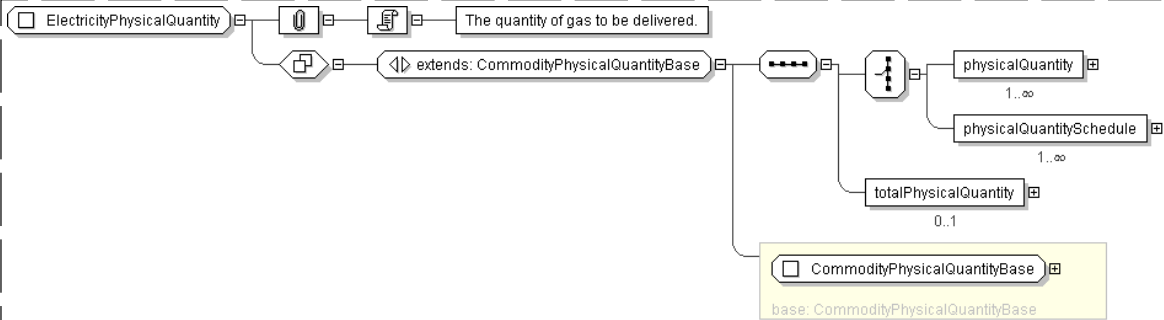 ElectricityPhysicalQuantity
The quantity of gas to be delivered.
extends: CommodityPhysicalQuantityBase
physicalQuantity
1..∞
physicalQuantitySchedule
1..∞
totalPhysicalQuantity
0..1
CommodityPhysicalQuantityBase
base: CommodityPhysicalQuantityBase